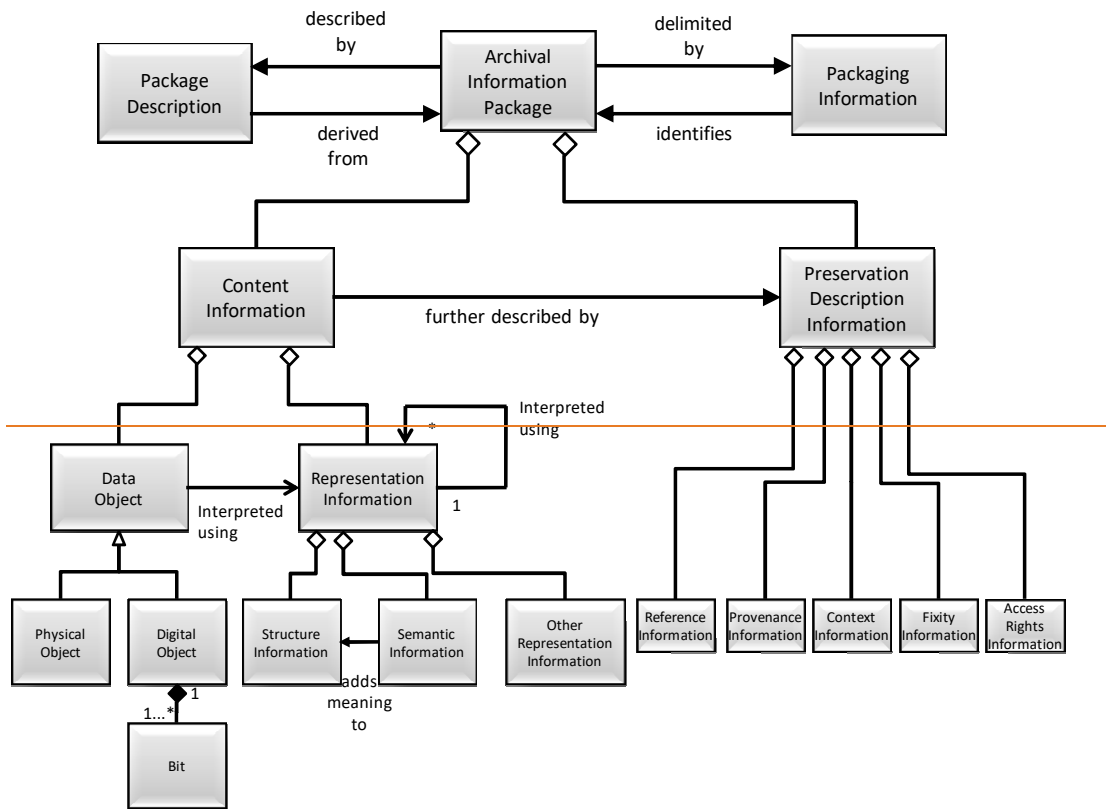 described
by
delimited
by
Package
Description
Archival
Information
Package
Packaging
Information
derived
from
identifies
Content
Information
Preservation
Description
Information
further described by
Interpreted
using
*
Data
Object
Interpreted
using
Representation
Information
1
Physical
Object
Digital
Object
Structure
Information
Semantic
Information
Other
Representation
Information
Reference
Information
Provenance
Information
Context
Information
Fixity
Information
Access
Rights
Information
adds
meaning
to
1
1...*
Bit